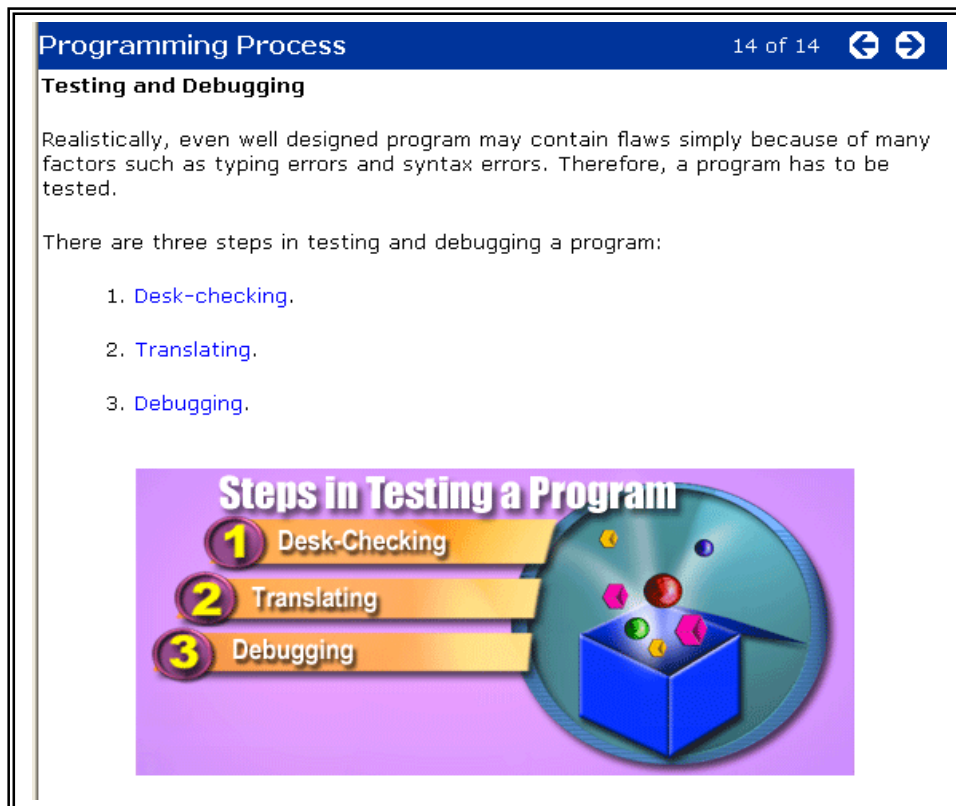 Programming Process 14 of 14
Testing and Debugging
Realistically, even well designed program may contain flaws simply because of many
factors such as typing errors and syntax errors. Therefore, a program has to be
tested.
There are three steps in testing and debugging a program:
1. Desk-checking.
2. Translating.
3. Debugging.
Steps in Testing a Program
1 Desk-Checking
2 Translating
3 Debugging